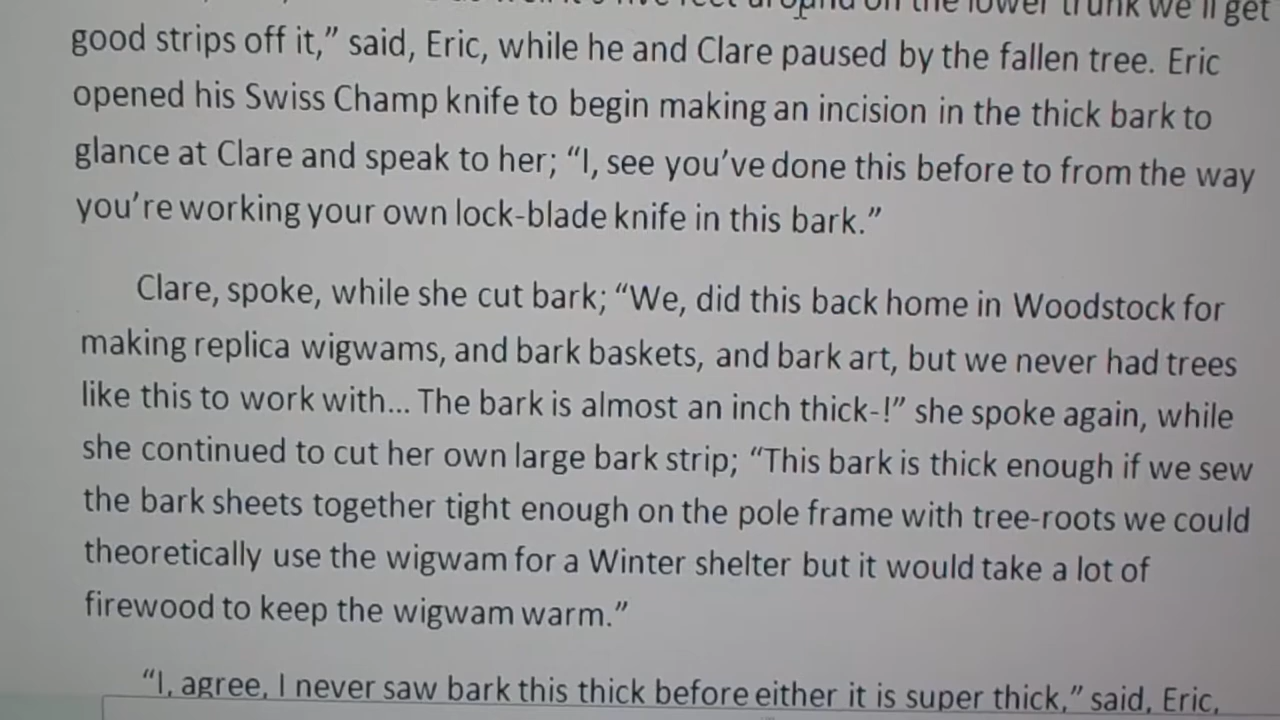 the lower trunk we'll get
good strips off it,” said, Eric, while he and Clare paused by the fallen tree. Eric
opened his Swiss Champ knife to begin making an incision in the thick bark to
glance at Clare and speak to her; “I, see you’ve done this before to from the way
you’re working your own lock-blade knife in this bark.”
Clare, spoke, while she cut bark; “We, did this back home in Woodstock for
making replica wigwams, and bark baskets, and bark art, but we never had trees
like this to work with... The bark is almost an inch thick-!” she spoke again, while
she continued to cut her own large bark strip; “This bark is thick enough if we sew
the bark sheets together tight enough on the pole frame with tree-roots we could
theoretically use the wigwam for a Winter shelter but it would take a lot of
firewood to keep the wigwam warm.”
“I, agree, I never saw bark this thick before either it is super thick,” said, Eric,